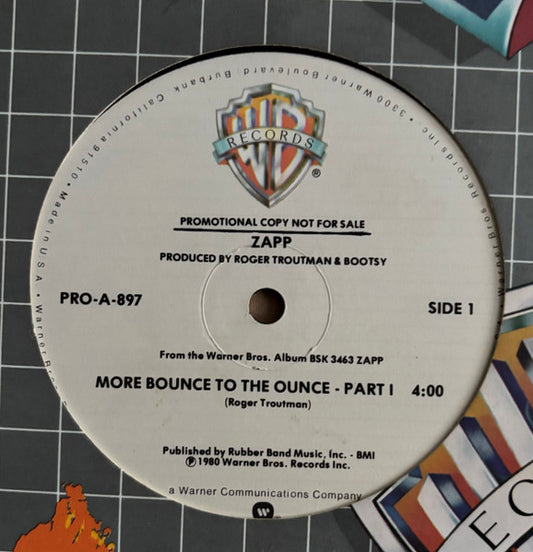 3300 Warner Boulevard, Burbank, California 91510 • Made in U.S.A. • Warner Bros. Records Inc. •
WB
RECORDS
®
PROMOTIONAL COPY NOT FOR SALE
ZAPP
PRODUCED BY ROGER TROUTMAN & BOOTSY
PRO-A-897
SIDE 1
From the Warner Bros. Album BSK 3463 ZAPP
MORE BOUNCE TO THE OUNCE - PART I 4:00
(Roger Troutman)
Published by Rubber Band Music, Inc. - BMI
℗1980 Warner Bros. Records Inc.
a Warner Communications Company